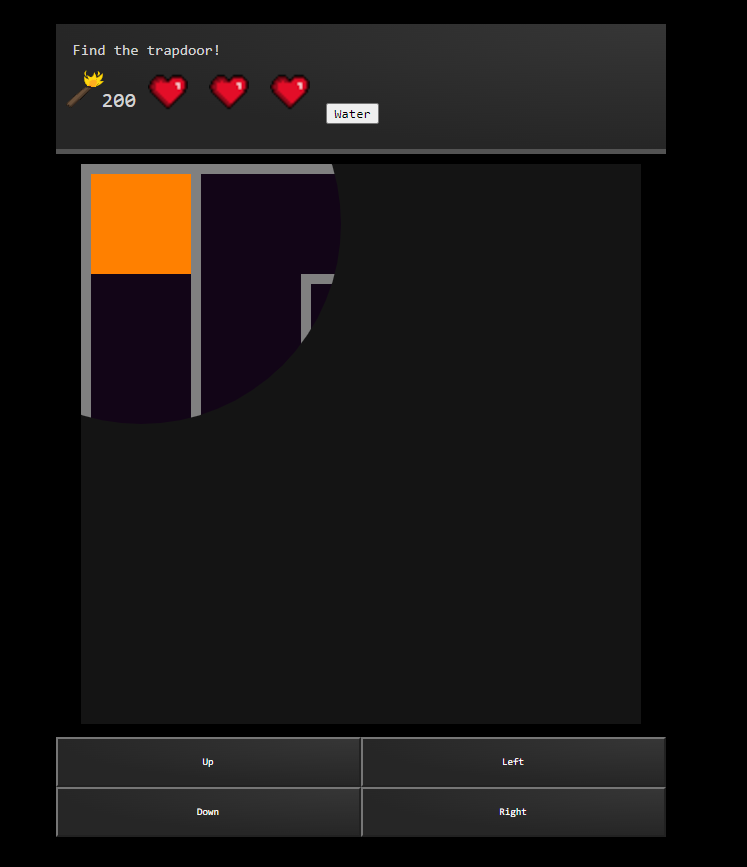 Find the trapdoor!
200
Water
Up
Left
Down
Right